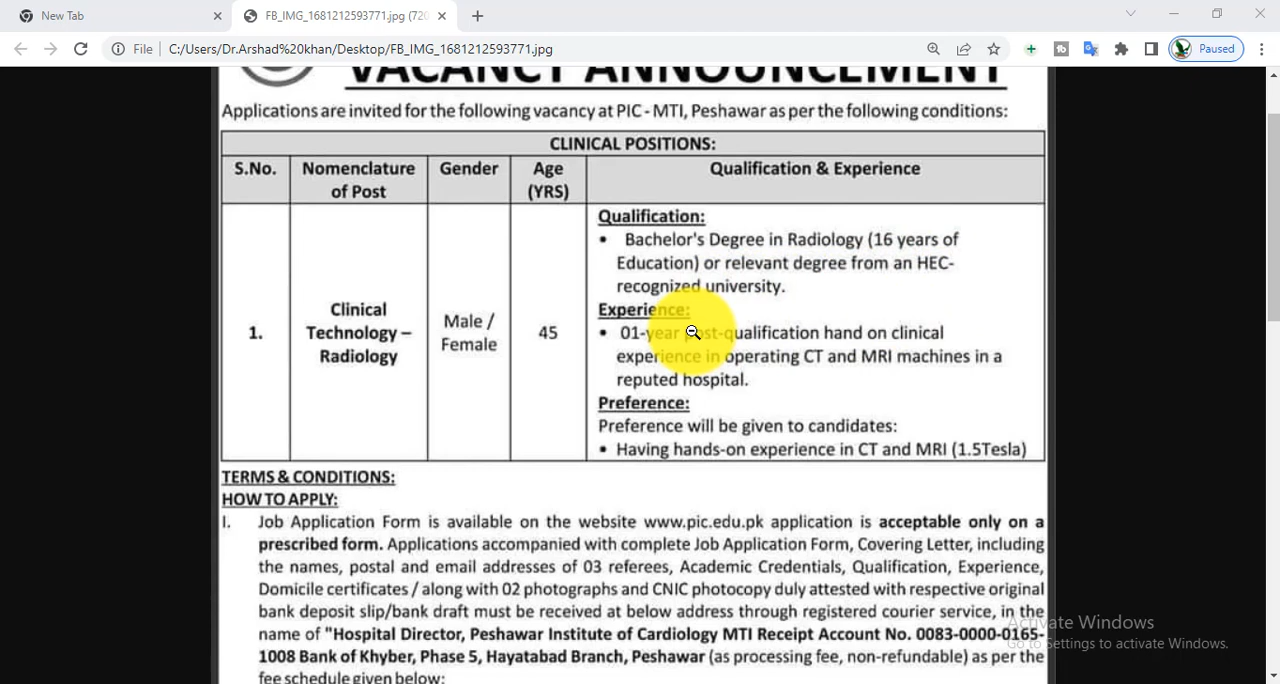 New Tab
FB_IMG_1681212593771.jpg (720
File
C:/Users/Dr.Arshad%20khan/Desktop/FB_IMG_1681212593771.jpg
Paused
VACANCY ANNOUNCEMENT
Applications are invited for the following vacancy at PIC - MTI, Peshawar as per the following conditions:
CLINICAL POSITIONS:
S.No.
Nomenclature
of Post
Gender
Age
(YRS)
Qualification & Experience
1.
Clinical
Technology –
Radiology
Male /
Female
45
Qualification:
• Bachelor's Degree in Radiology (16 years of
Education) or relevant degree from an HEC-
recognized university.
Experience:
• 01-year post-qualification hand on clinical
experience in operating CT and MRI machines in a
reputed hospital.
Preference:
Preference will be given to candidates:
• Having hands-on experience in CT and MRI (1.5Tesla)
TERMS & CONDITIONS:
HOW TO APPLY:
I. Job Application Form is available on the website www.pic.edu.pk application is acceptable only on a
prescribed form. Applications accompanied with complete Job Application Form, Covering Letter, including
the names, postal and email addresses of 03 referees, Academic Credentials, Qualification, Experience,
Domicile certificates / along with 02 photographs and CNIC photocopy duly attested with respective original
bank deposit slip/bank draft must be received at below address through registered courier service, in the
name of "Hospital Director, Peshawar Institute of Cardiology MTI Receipt Account No. 0083-0000-0165-
1008 Bank of Khyber, Phase 5, Hayatabad Branch, Peshawar (as processing fee, non-refundable) as per the
fee schedule given below:
Activate Windows
Go to Settings to activate Windows.